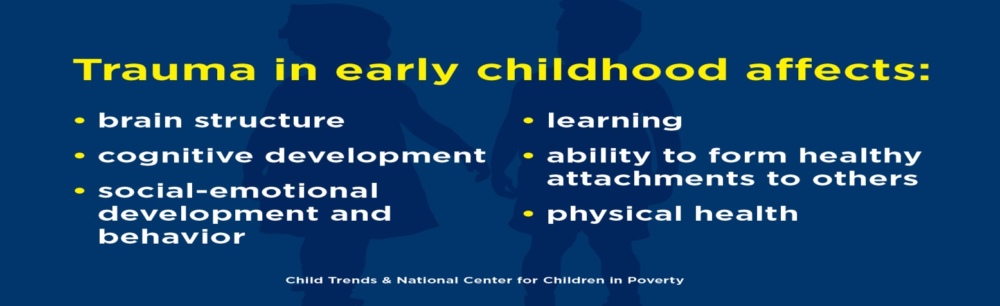 Trauma in early childhood affects:
• brain structure
• cognitive development
• social-emotional
development and
behavior
• learning
• ability to form healthy
attachments to others
• physical health
Child Trends & National Center for Children in Poverty